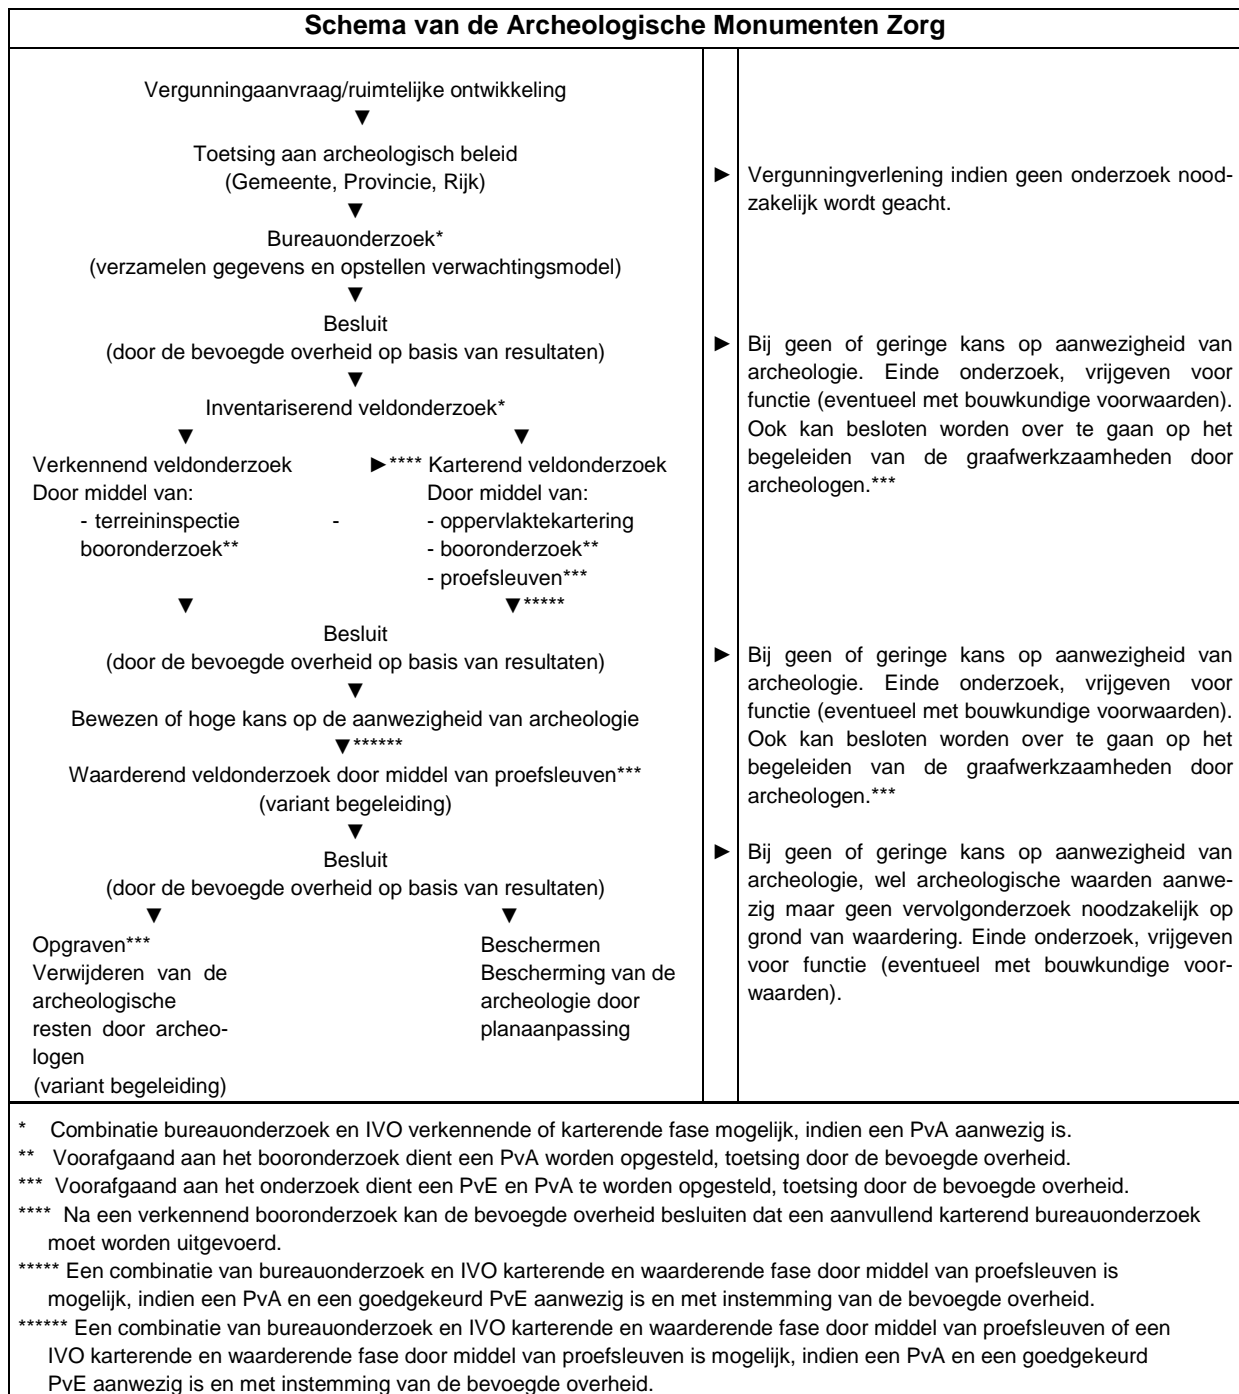 Schema van de Archeologische Monumenten Zorg
Vergunningaanvraag/ruimtelijke ontwikkeling
▼
Toetsing aan archeologisch beleid
(Gemeente, Provincie, Rijk)
► Vergunningverlening indien geen onderzoek nood-
zakelijk wordt geacht.
▼
Bureauonderzoek*
(verzamelen gegevens en opstellen verwachtingsmodel)
▼
Besluit
(door de bevoegde overheid op basis van resultaten)
► Bij geen of geringe kans op aanwezigheid van
archeologie. Einde onderzoek, vrijgeven voor
functie (eventueel met bouwkundige voorwaarden).
Ook kan besloten worden over te gaan op het
begeleiden van de graafwerkzaamheden door
archeologen.***
▼
Inventariserend veldonderzoek*
▼ ▼
Verkennend veldonderzoek ►**** Karterend veldonderzoek
Door middel van: Door middel van:
- terreininspectie - - oppervlaktekartering
booronderzoek** - booronderzoek**
- proefsleuven***
▼ ▼*****
Besluit
(door de bevoegde overheid op basis van resultaten)
► Bij geen of geringe kans op aanwezigheid van
archeologie. Einde onderzoek, vrijgeven voor
functie (eventueel met bouwkundige voorwaarden).
Ook kan besloten worden over te gaan op het
begeleiden van de graafwerkzaamheden door
archeologen.***
▼
Bewezen of hoge kans op de aanwezigheid van archeologie
▼******
Waarderend veldonderzoek door middel van proefsleuven***
(variant begeleiding)
▼
Besluit
(door de bevoegde overheid op basis van resultaten)
► Bij geen of geringe kans op aanwezigheid van
archeologie, wel archeologische waarden aanwe-
zig maar geen vervolgonderzoek noodzakelijk op
grond van waardering. Einde onderzoek, vrijgeven
voor functie (eventueel met bouwkundige voor-
waarden).
▼ ▼
Opgraven***
Verwijderen van de
archeologische
resten door archeo-
logen
(variant begeleiding)
Beschermen
Bescherming van de
archeologie door
planaanpassing
* Combinatie bureauonderzoek en IVO verkennende of karterende fase mogelijk, indien een PvA aanwezig is.
** Voorafgaand aan het booronderzoek dient een PvA worden opgesteld, toetsing door de bevoegde overheid.
*** Voorafgaand aan het onderzoek dient een PvE en PvA te worden opgesteld, toetsing door de bevoegde overheid.
**** Na een verkennend booronderzoek kan de bevoegde overheid besluiten dat een aanvullend karterend bureauonderzoek
moet worden uitgevoerd.
***** Een combinatie van bureauonderzoek en IVO karterende en waarderende fase door middel van proefsleuven is
mogelijk, indien een PvA en een goedgekeurd PvE aanwezig is en met instemming van de bevoegde overheid.
****** Een combinatie van bureauonderzoek en IVO karterende en waarderende fase door middel van proefsleuven of een
IVO karterende en waarderende fase door middel van proefsleuven is mogelijk, indien een PvA en een goedgekeurd
PvE aanwezig is en met instemming van de bevoegde overheid.